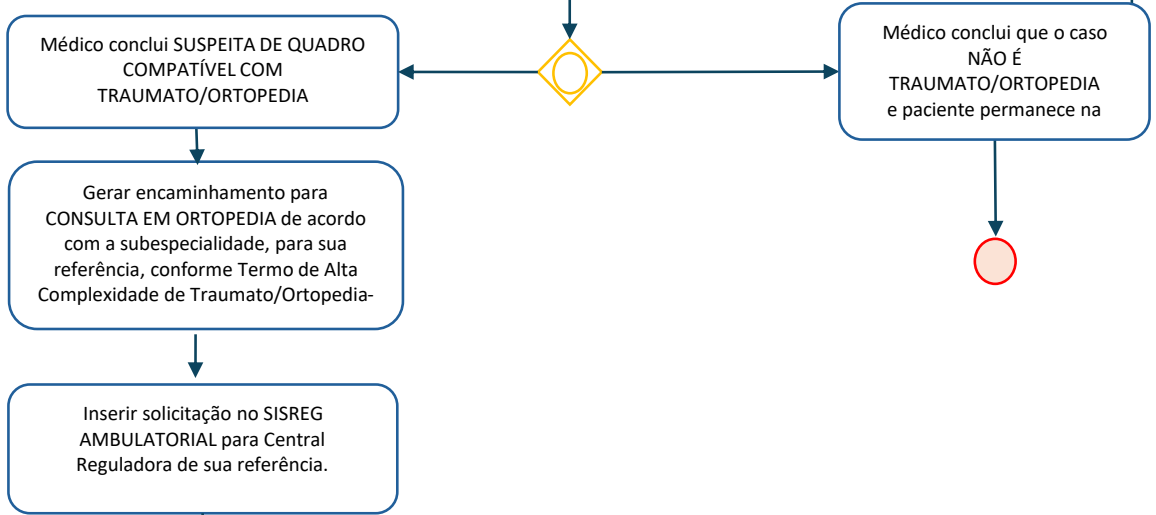 Médico conclui SUSPEITA DE QUADRO
COMPATÍVEL COM
TRAUMATO/ORTOPEDIA
Médico conclui que o caso
NÃO É
TRAUMATO/ORTOPEDIA
e paciente permanece na
Gerar encaminhamento para
CONSULTA EM ORTOPEDIA de acordo
com a subespecialidade, para sua
referência, conforme Termo de Alta
Complexidade de Traumato/Ortopedia-
Inserir solicitação no SISREG
AMBULATORIAL para Central
Reguladora de sua referência.